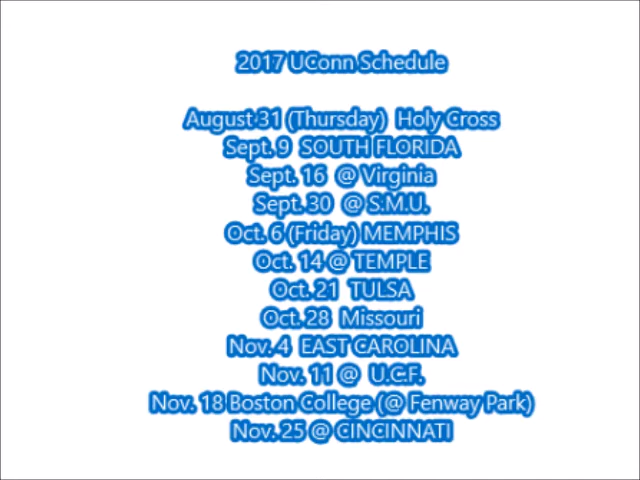 2017 UConn Schedule
August 31 (Thursday) Holy Cross
Sept. 9 SOUTH FLORIDA
Sept. 16 @ Virginia
Sept. 30 @ S.M.U.
Oct. 6 (Friday) MEMPHIS
Oct. 14 @ TEMPLE
Oct. 21 TULSA
Oct. 28 Missouri
Nov. 4 EAST CAROLINA
Nov. 11 @ U.C.F.
Nov. 18 Boston College (@ Fenway Park)
Nov. 25 @ CINCINNATI